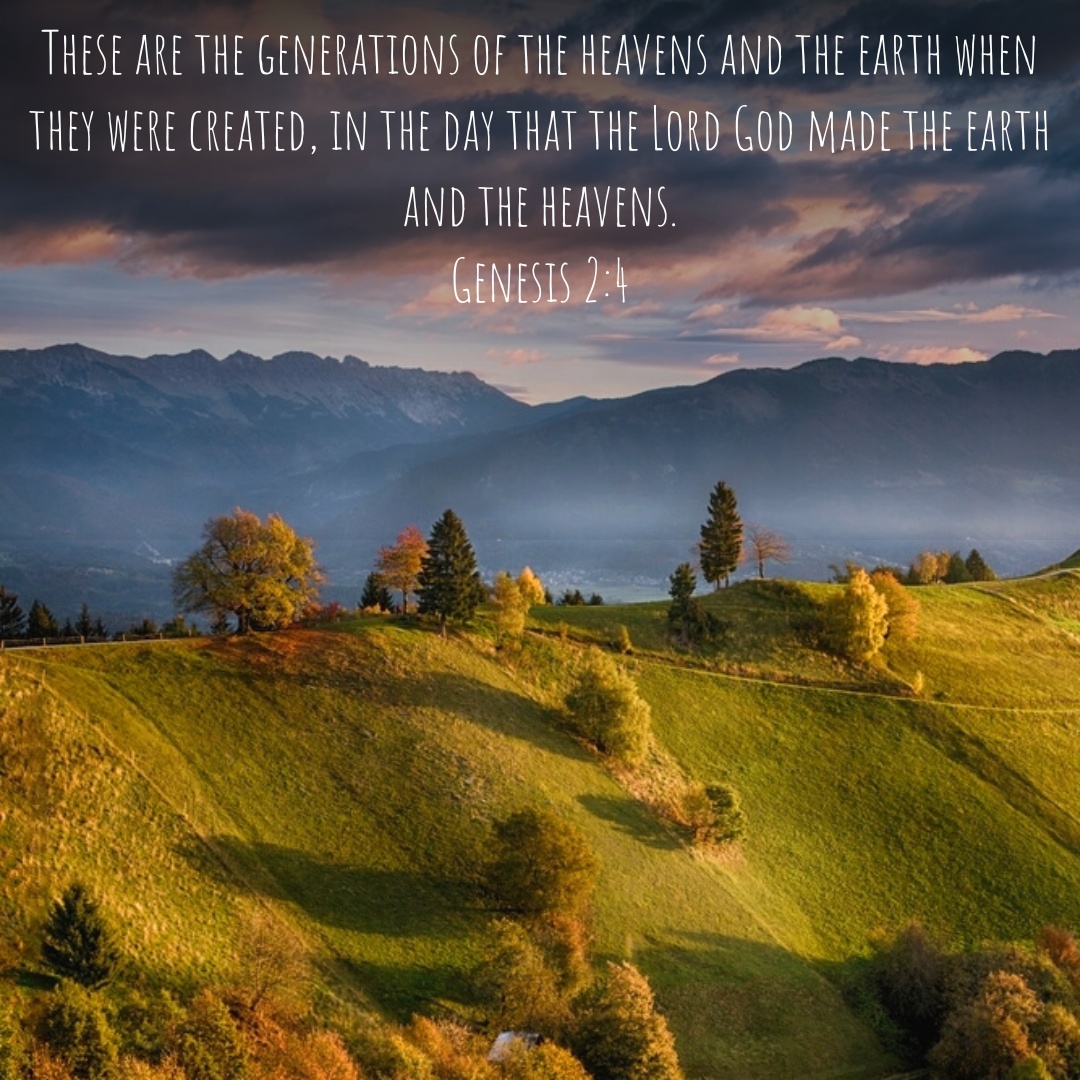 These are the generations of the heavens and the earth when
they were created, in the day that the Lord God made the earth
and the heavens.
Genesis 2:4